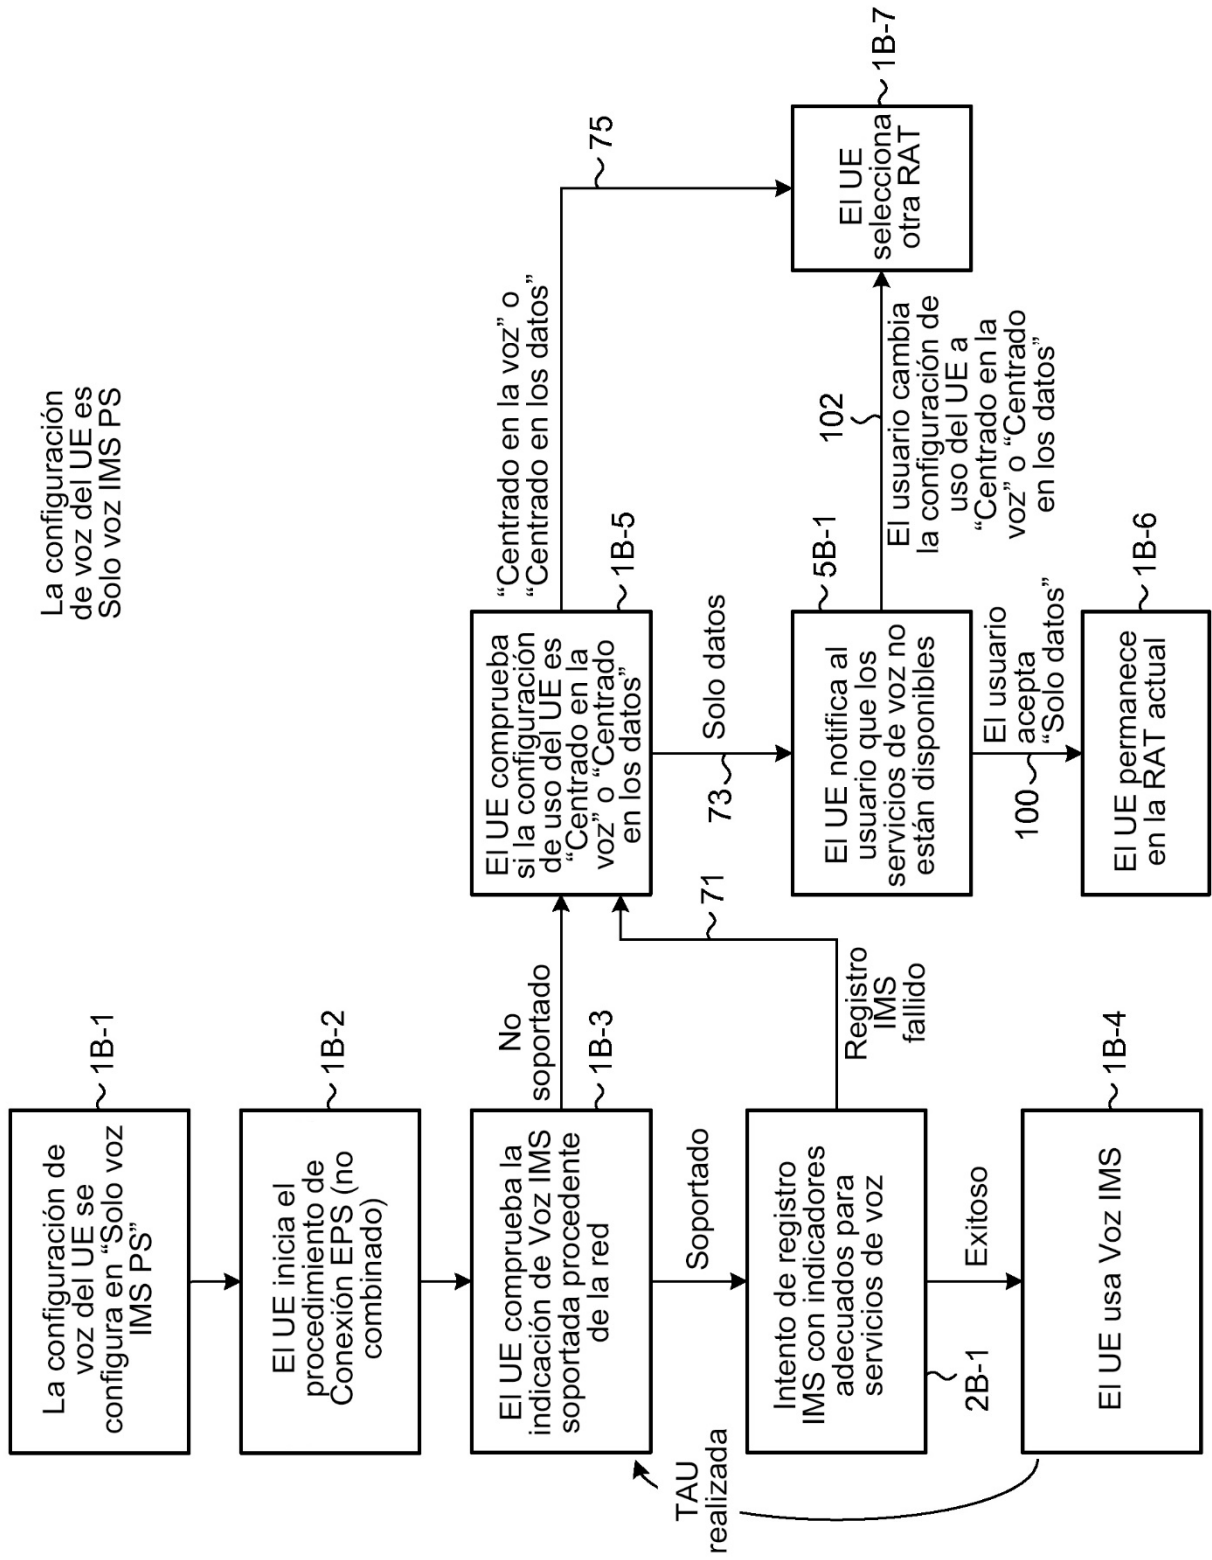 La configuración
de voz del UE es
Solo voz IMS PS
La configuración de
voz del UE se
configura en “Solo voz
IMS PS”
1B-1
El UE inicia el
procedimiento de
Conexión EPS (no
combinado)
1B-2
El UE comprueba la
indicación de Voz IMS
soportada procedente
de la red
1B-3
No
soportado
Soportado
Intento de registro
IMS con indicadores
adecuados para
servicios de voz
2B-1
Registro
IMS
fallido
71
Exitoso
El UE usa Voz IMS
1B-4
TAU
realizada
El UE comprueba
si la configuración
de uso del UE es
“Centrado en la
voz” o “Centrado
en los datos”
1B-5
“Centrado en la voz” o
“Centrado en los datos”
75
Solo datos
73
El UE notifica al
usuario que los
servicios de voz no
están disponibles
5B-1
102
El usuario cambia
la configuración de
uso del UE a
“Centrado en la
voz” o “Centrado
en los datos”
El UE
selecciona
otra RAT
1B-7
El usuario
acepta
“Solo datos”
100
El UE permanece
en la RAT actual
1B-6